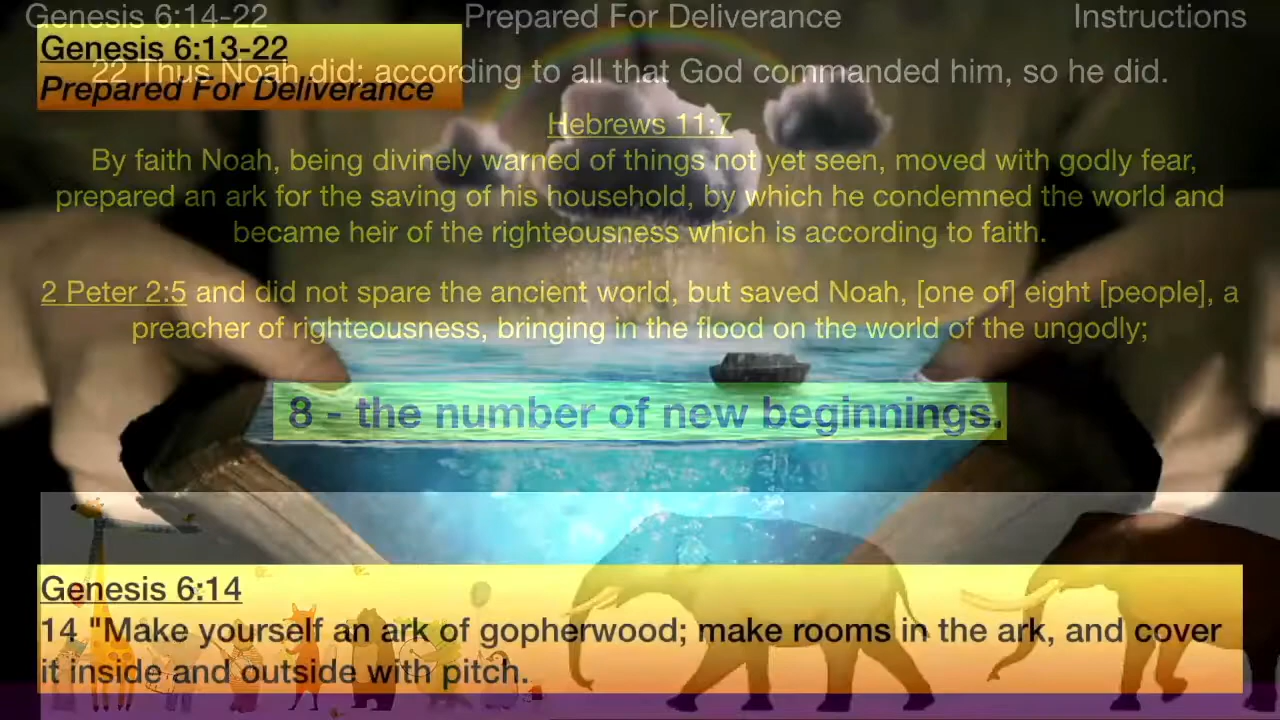 Genesis 6:14-22 Prepared For Deliverance Instructions
Genesis 6:13-22
22 Thus Noah did; according to all that God commanded him, so he did.
Prepared For Deliverance
Hebrews 11:7
By faith Noah, being divinely warned of things not yet seen, moved with godly fear,
prepared an ark for the saving of his household, by which he condemned the world and
became heir of the righteousness which is according to faith.
2 Peter 2:5 and did not spare the ancient world, but saved Noah, [one of] eight [people], a
preacher of righteousness, bringing in the flood on the world of the ungodly;
8 - the number of new beginnings.
Genesis 6:14
14 "Make yourself an ark of gopherwood; make rooms in the ark, and cover
it inside and outside with pitch.